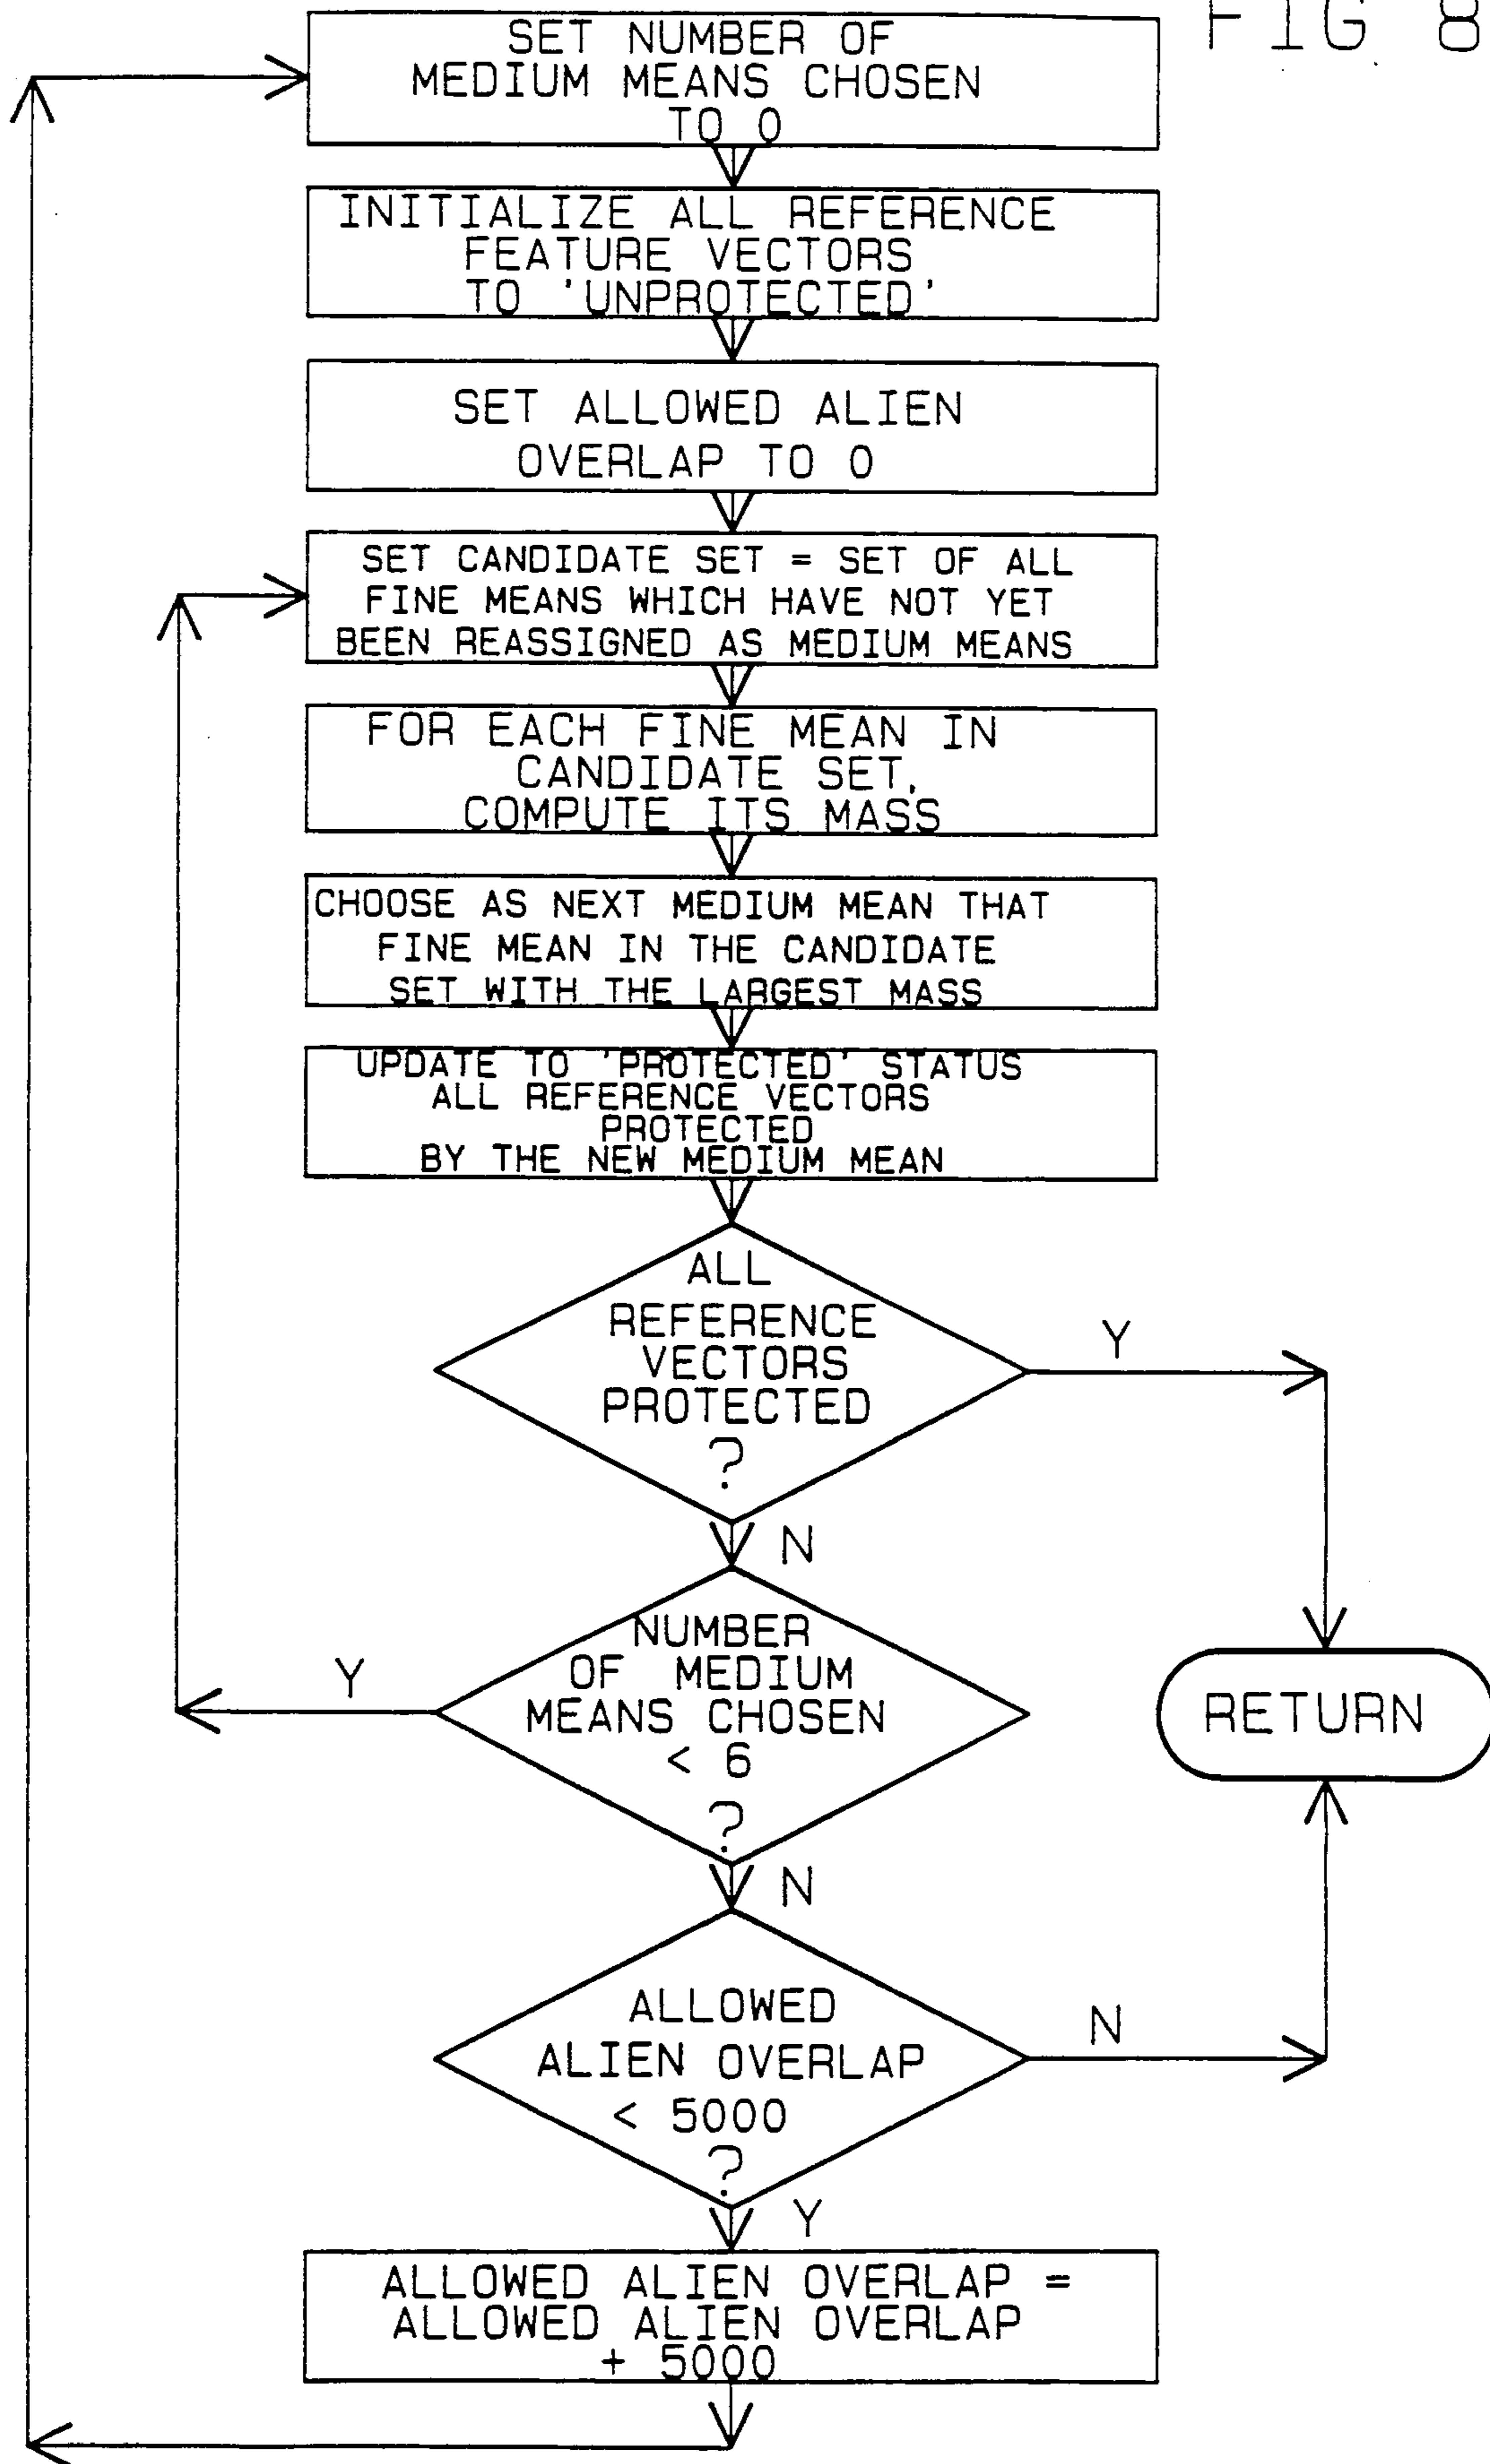 FIG 8
SET NUMBER OF
MEDIUM MEANS CHOSEN
TO 0
INITIALIZE ALL REFERENCE
FEATURE VECTORS
TO 'UNPROTECTED'
SET ALLOWED ALIEN
OVERLAP TO 0
SET CANDIDATE SET = SET OF ALL
FINE MEANS WHICH HAVE NOT YET
BEEN REASSIGNED AS MEDIUM MEANS
FOR EACH FINE MEAN IN
CANDIDATE SET,
COMPUTE ITS MASS
CHOOSE AS NEXT MEDIUM MEAN THAT
FINE MEAN IN THE CANDIDATE
SET WITH THE LARGEST MASS
UPDATE TO 'PROTECTED' STATUS
ALL REFERENCE VECTORS
PROTECTED
BY THE NEW MEDIUM MEAN
ALL
REFERENCE
VECTORS
PROTECTED
?
Y
N
NUMBER
OF MEDIUM
MEANS CHOSEN
< 6
?
Y
RETURN
N
ALLOWED
ALIEN OVERLAP
< 5000
?
N
Y
ALLOWED ALIEN OVERLAP =
ALLOWED ALIEN OVERLAP
+ 5000